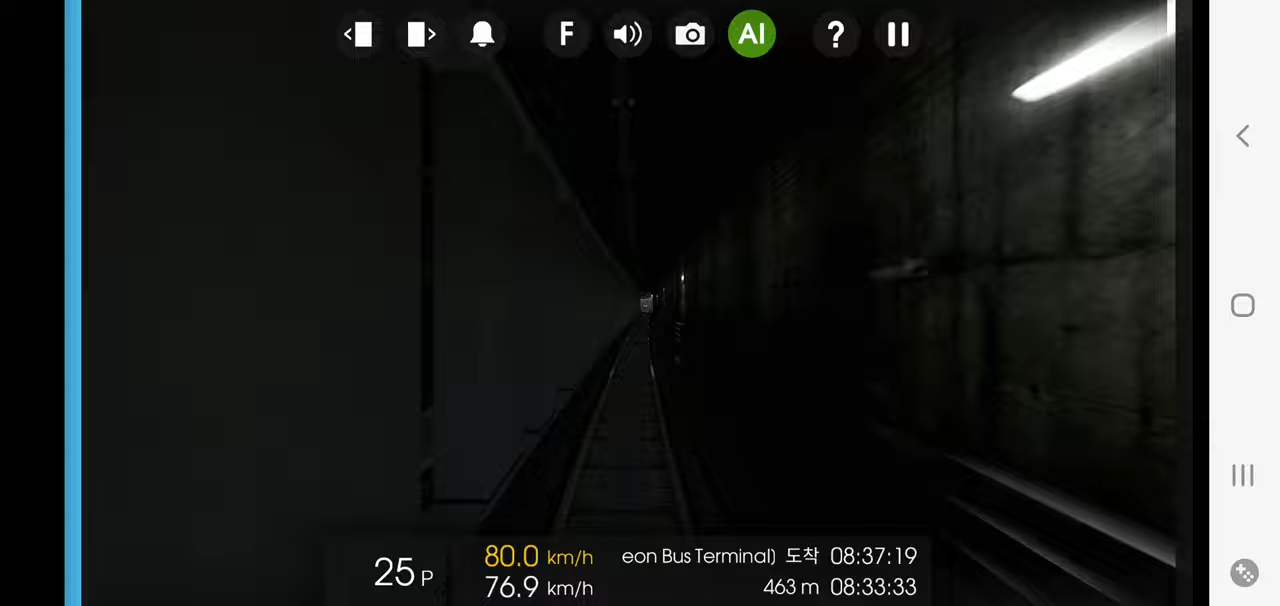 F
AI
?
25 P
80.0 km/h
76.9 km/h
eon Bus Terminal) 도착 08:37:19
463 m 08:33:33